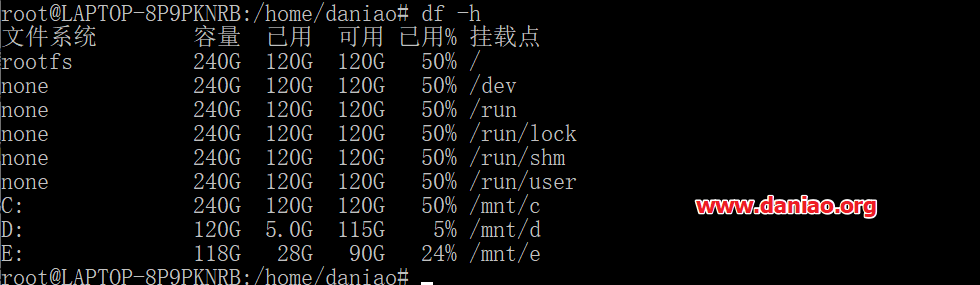 root@LAPTOP-8P9PKNRB:/home/daniao# df -h
文件系统 容量 已用 可用 已用% 挂载点
rootfs 240G 120G 120G 50% /
none 240G 120G 120G 50% /dev
none 240G 120G 120G 50% /run
none 240G 120G 120G 50% /run/lock
none 240G 120G 120G 50% /run/shm
none 240G 120G 120G 50% /run/user
C: 240G 120G 120G 50% /mnt/c
www.daniao.org
D: 120G 5.0G 115G 5% /mnt/d
E: 118G 28G 90G 24% /mnt/e
root@LAPTOP-8P9PKNRB:/home/daniao#